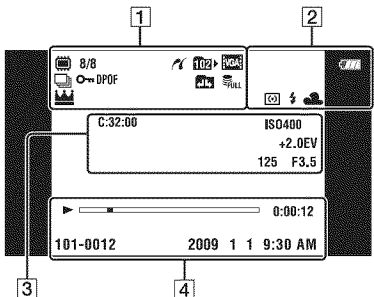 1
2
8/8
102
VGA
DPOF
FULL
C:32:00
ISO400
+2.0EV
125 F3.5
0:00:12
101-0012
2009 1 1 9:30 AM
3
4